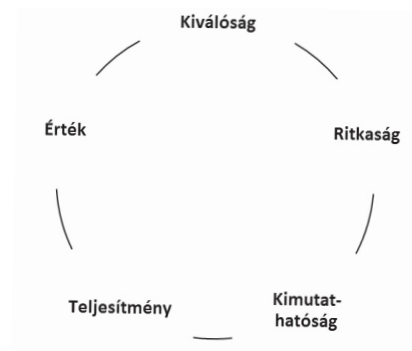 Kiválóság
Érték
Ritkaság
Teljesítmény
Kimutat-
hatóság